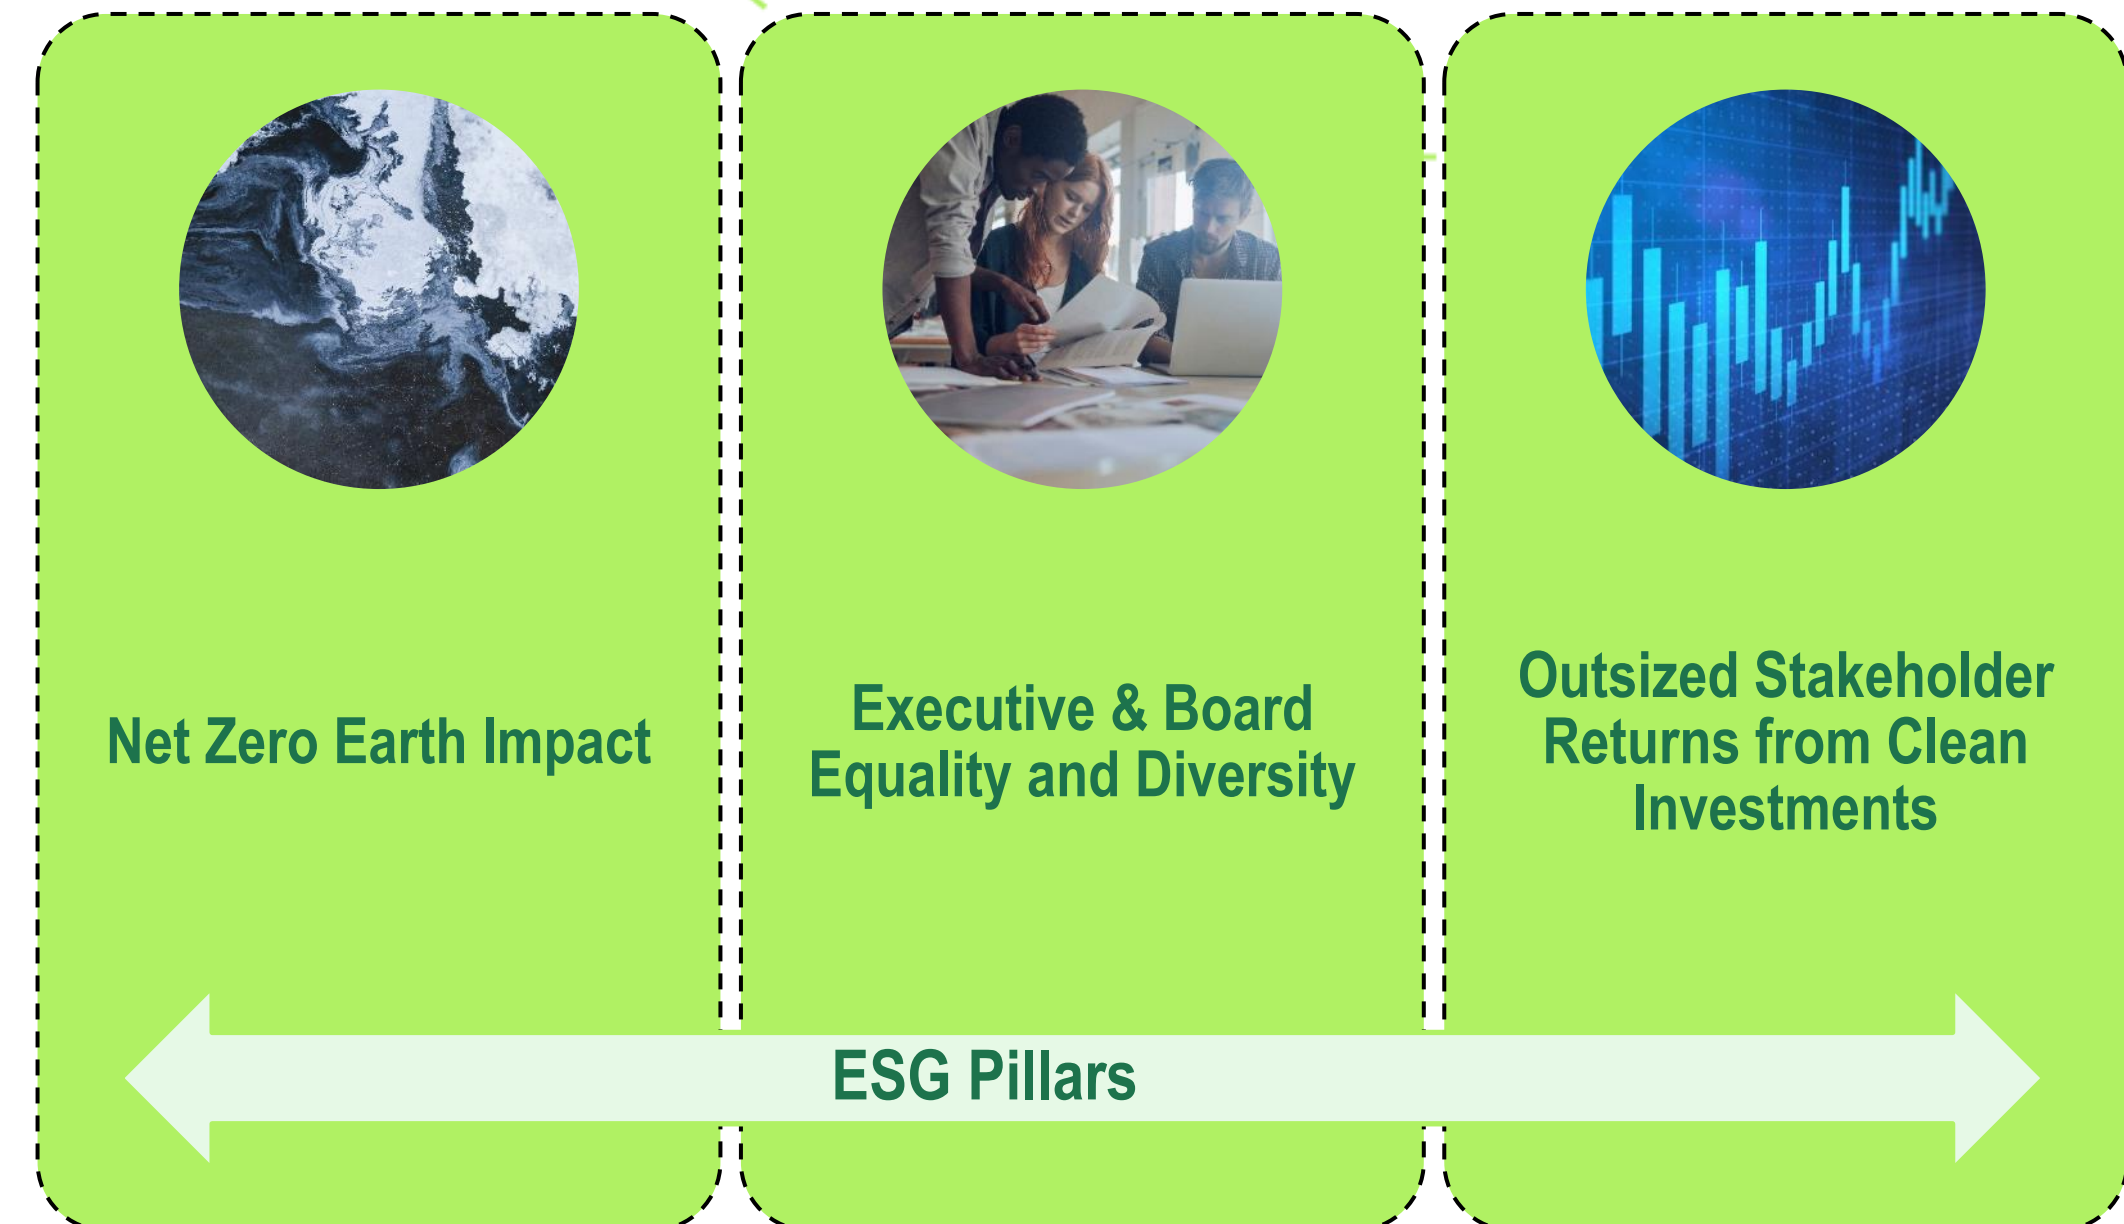 Net Zero Earth Impact
Executive & Board
Equality and Diversity
Outsized Stakeholder
Returns from Clean
Investments
ESG Pillars